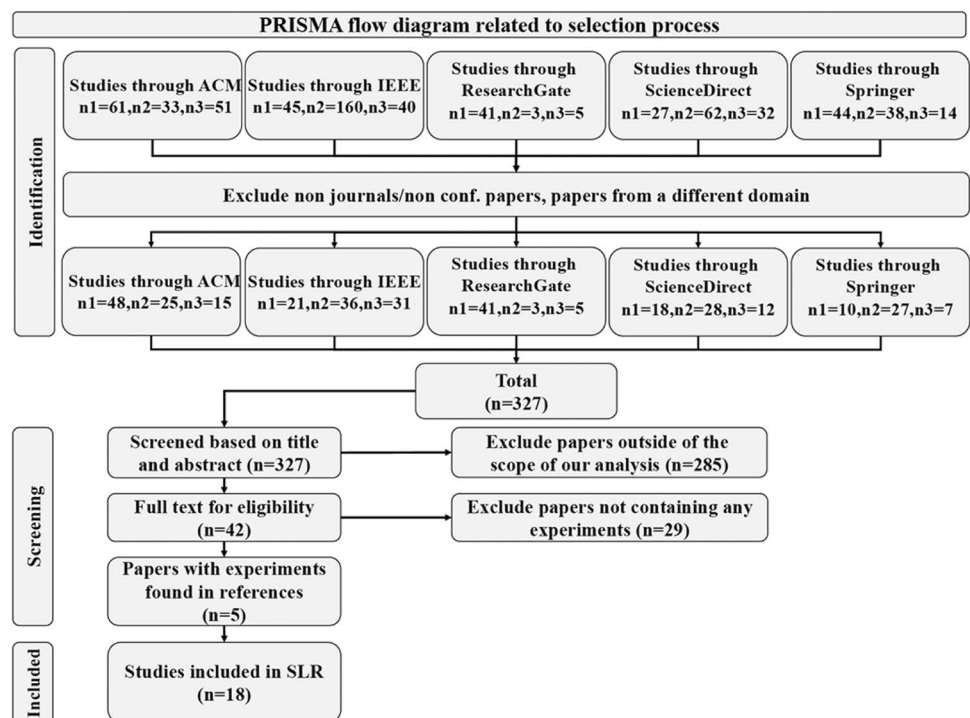 PRISMA flow diagram related to selection process
Identification
Studies through ACM
n1=61,n2=33,n3=51
Studies through IEEE
n1=45,n2=160,n3=40
Studies through
ResearchGate
n1=41,n2=3,n3=5
Studies through
ScienceDirect
n1=27,n2=62,n3=32
Studies through
Springer
n1=44,n2=38,n3=14
Exclude non journals/non conf. papers, papers from a different domain
Studies through ACM
n1=48,n2=25,n3=15
Studies through IEEE
n1=21,n2=36,n3=31
Studies through
ResearchGate
n1=41,n2=3,n3=5
Studies through
ScienceDirect
n1=18,n2=28,n3=12
Studies through
Springer
n1=10,n2=27,n3=7
Total
(n=327)
Screening
Screened based on title
and abstract (n=327)
Exclude papers outside of the
scope of our analysis (n=285)
Full text for eligibility
(n=42)
Exclude papers not containing any
experiments (n=29)
Papers with experiments
found in references
(n=5)
Included
Studies included in SLR
(n=18)